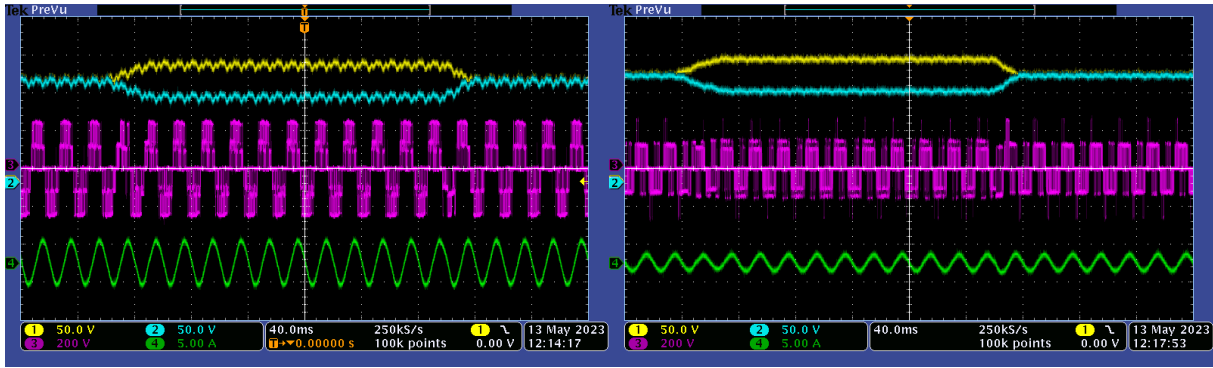 Tek PreVu
T
T
3
2
4
1 50.0 V 2 50.0 V
3 200 V 4 5.00 A
40.0ms 250kS/s 1 0.00 V
T→▼0.00000 s 100k points
13 May 2023
12:14:17
Tek PreVu
3
2
4
1 50.0 V 2 50.0 V
3 200 V 4 5.00 A
40.0ms 250kS/s 1 0.00 V
100k points
13 May 2023
12:17:53